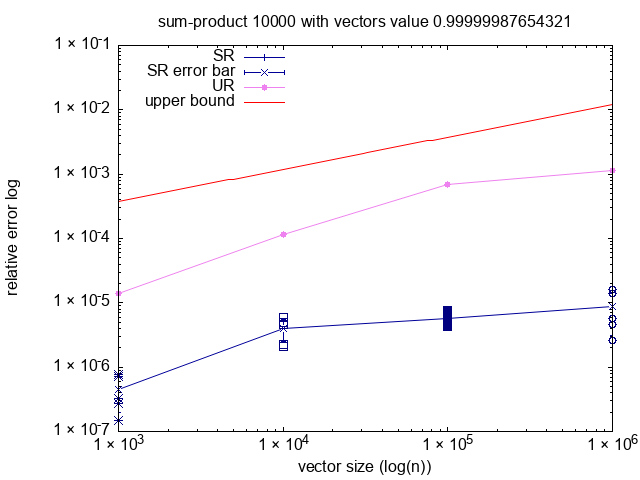 sum-product 10000 with vectors value 0.99999987654321
SR
SR error bar
UR
upper bound
1 × 10^-1
1 × 10^-2
1 × 10^-3
1 × 10^-4
1 × 10^-5
1 × 10^-6
1 × 10^-7
relative error log
1 × 10^3
1 × 10^4
1 × 10^5
1 × 10^6
vector size (log(n))